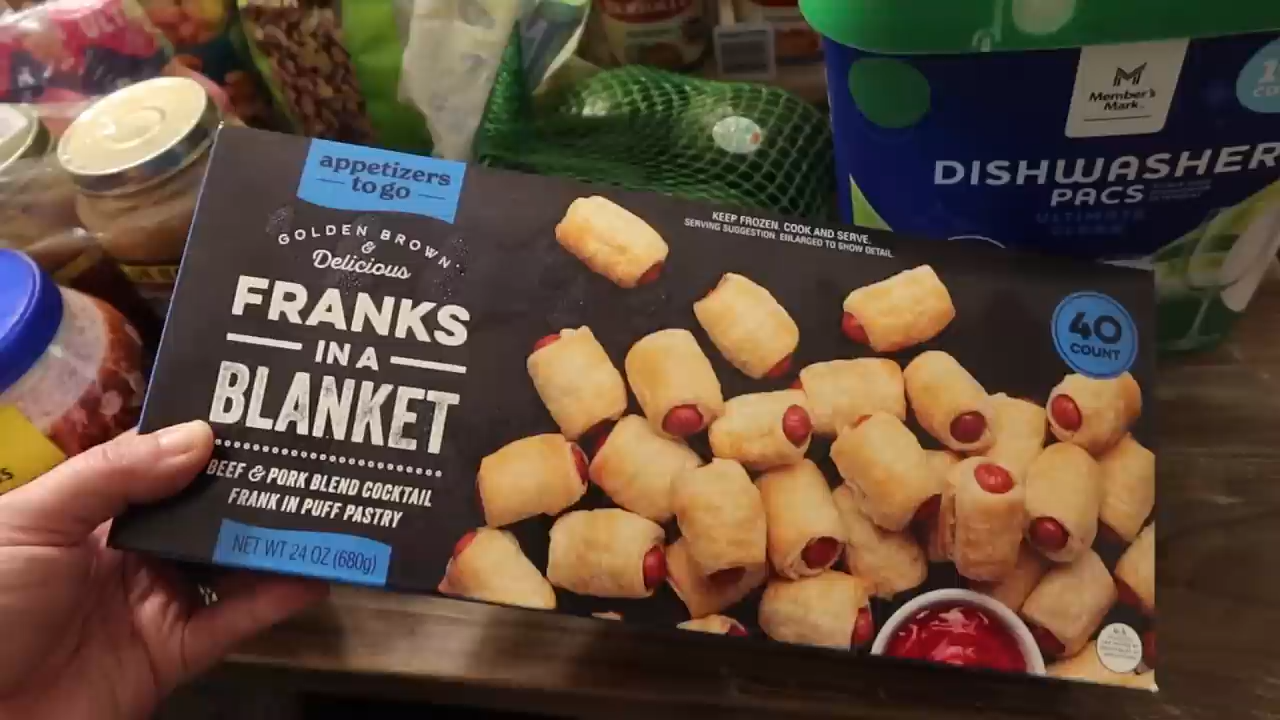 appetizers
to go
GOLDEN BROWN
&
Delicious
FRANKS
IN A
BLANKET
BEEF & PORK BLEND COCKTAIL
FRANK IN PUFF PASTRY
NET WT 24 OZ (680g)
KEEP FROZEN. COOK AND SERVE.
SERVING SUGGESTION. ENLARGED TO SHOW DETAIL.
40
COUNT
M
Member's
Mark
DISHWASHER
PACS
ULTIMATE